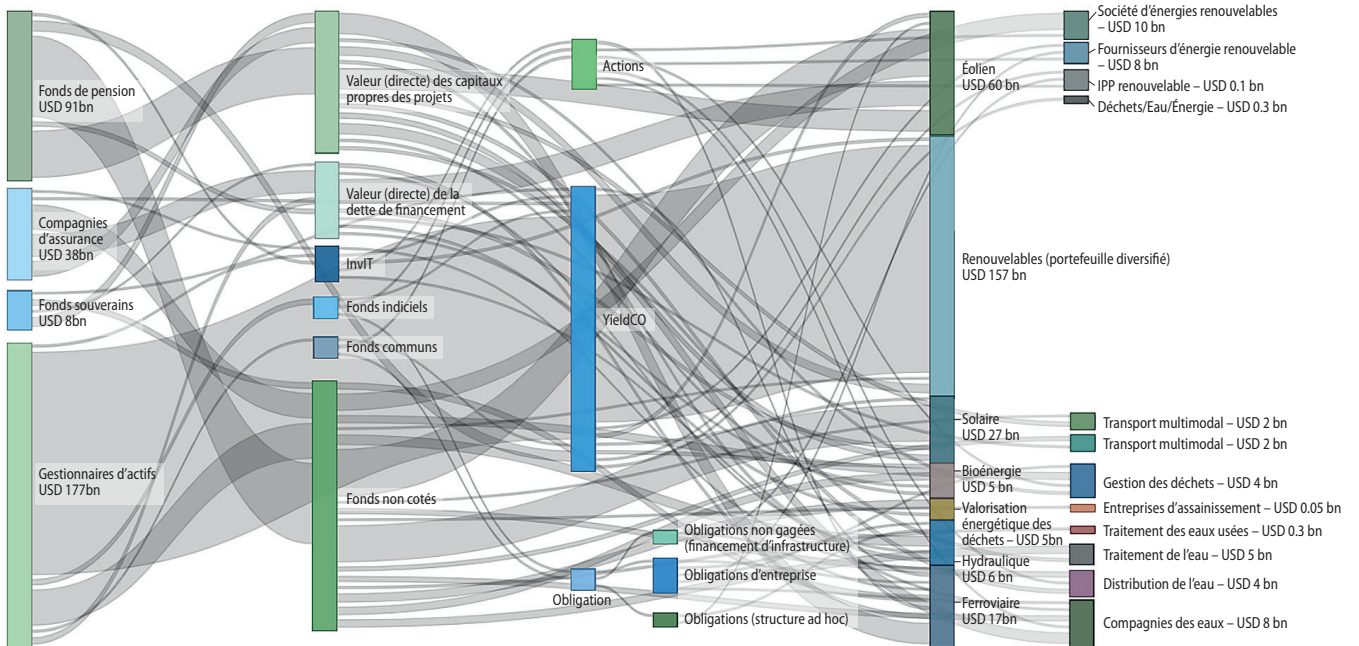 Fonds de pension
USD 91bn
Compagnies
d'assurance
USD 38bn
Fonds souverains
USD 8bn
Gestionnaires d'actifs
USD 177bn
Valeur (directe) des capitaux
propres des projets
Valeur (directe) de la
dette de financement
InvIT
Fonds indiciels
Fonds communs
Fonds non cotés
Actions
YieldCO
Obligation
Obligations non gagées
(financement d'infrastructure)
Obligations d'entreprise
Obligations (structure ad hoc)
Éolien
USD 60 bn
Renouvelables (portefeuille diversifié)
USD 157 bn
Solaire
USD 27 bn
Bioénergie
USD 5 bn
Valorisation
énergétique des
déchets – USD 5bn
Hydraulique
USD 6 bn
Ferroviaire
USD 17bn
Société d'énergies renouvelables
– USD 10 bn
Fournisseurs d'énergie renouvelable
– USD 8 bn
IPP renouvelable – USD 0.1 bn
Déchets/Eau/Énergie – USD 0.3 bn
Transport multimodal – USD 2 bn
Transport multimodal – USD 2 bn
Gestion des déchets – USD 4 bn
Entreprises d'assainissement – USD 0.05 bn
Traitement des eaux usées – USD 0.3 bn
Traitement de l'eau – USD 5 bn
Distribution de l'eau – USD 4 bn
Compagnies des eaux – USD 8 bn